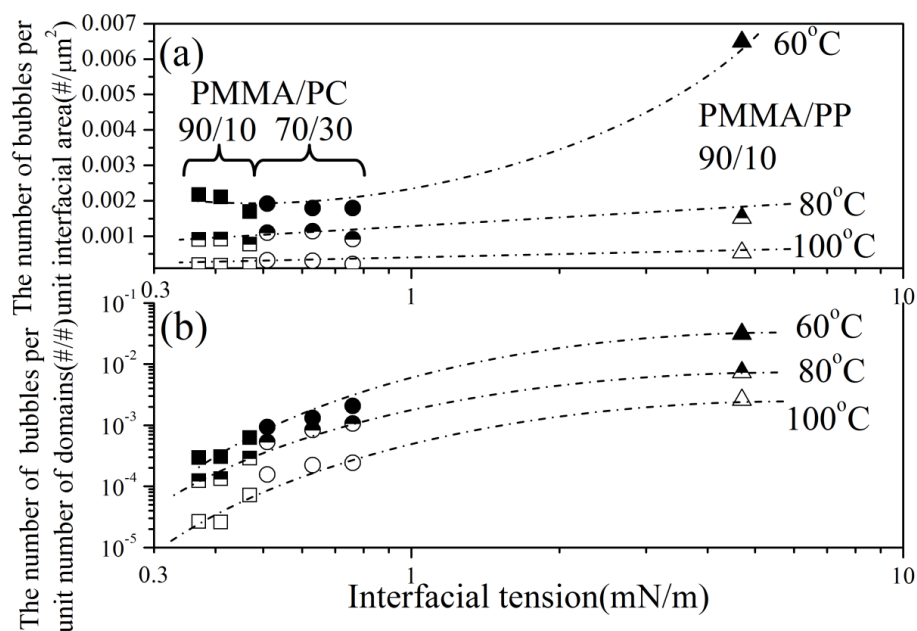 The number of bubbles per
unit interfacial area(#/μm²)
0.007
0.006
0.005
0.004
0.003
0.002
0.001
(a)
PMMA/PC
90/10 70/30
60°C
PMMA/PP
90/10
80°C
100°C
0.3 1 10
The number of bubbles per
unit number of domains(#/#)
10⁻¹
10⁻²
10⁻³
10⁻⁴
10⁻⁵
(b)
60°C
80°C
100°C
0.3 1 10
Interfacial tension(mN/m)